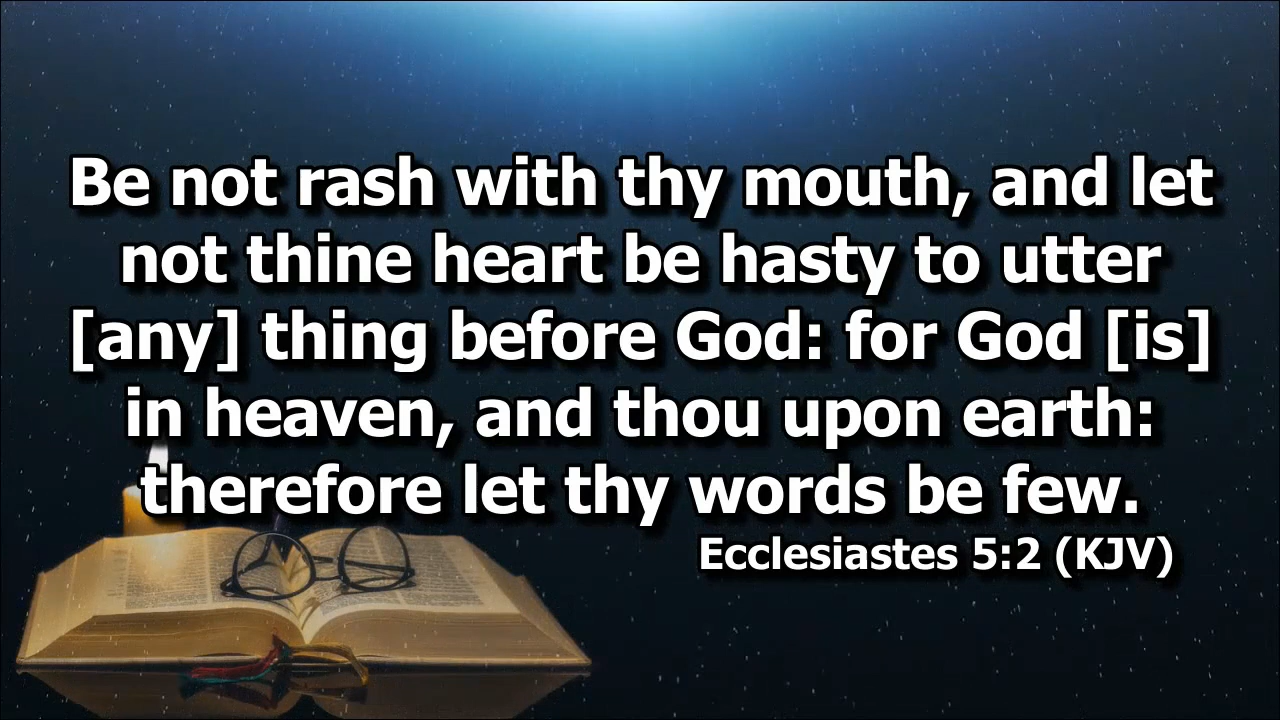 Be not rash with thy mouth, and let
not thine heart be hasty to utter
[any] thing before God: for God [is]
in heaven, and thou upon earth:
therefore let thy words be few.
Ecclesiastes 5:2 (KJV)